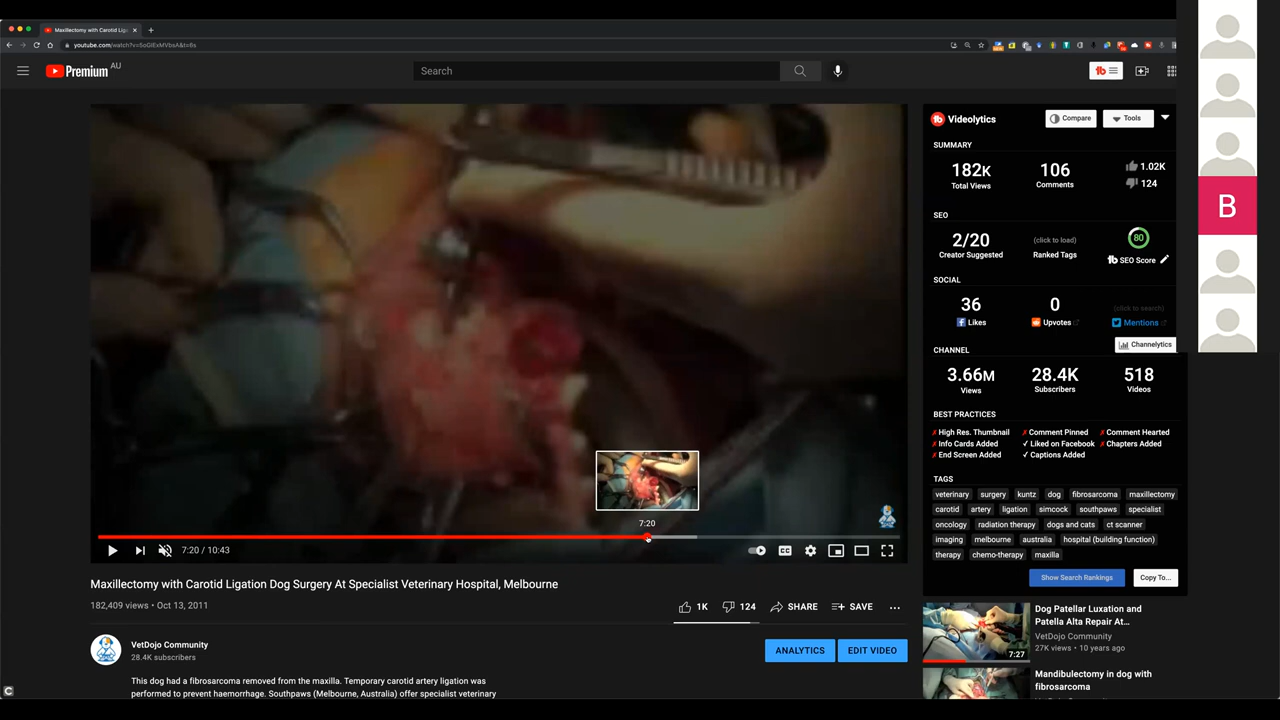 Maxillectomy with Carotid Liga
youtube.com/watch?v=SoGlExMVbsA&t=6s
Premium AU
Search
Videolytics
Compare
Tools
SUMMARY
182K
Total Views
106
Comments
1.02K
124
SEO
2/20
Creator Suggested
(click to load)
Ranked Tags
80
SEO Score
SOCIAL
36
Likes
0
Upvotes
(click to search)
Mentions
CHANNEL
Channelytics
3.66M
Views
28.4K
Subscribers
518
Videos
BEST PRACTICES
High Res. Thumbnail
Comment Pinned
Comment Hearted
Info Cards Added
Liked on Facebook
Chapters Added
End Screen Added
Captions Added
TAGS
veterinary surgery kuntz dog fibrosarcoma maxillectomy
carotid artery ligation simcock southpaws specialist
oncology radiation therapy dogs and cats ct scanner
imaging melbourne australia hospital (building function)
therapy chemo-therapy maxilla
Show Search Rankings
Copy To...
B
7:20
7:20 / 10:43
Maxillectomy with Carotid Ligation Dog Surgery At Specialist Veterinary Hospital, Melbourne
182,409 views • Oct 13, 2011
1K
124
SHARE
SAVE
VetDojo Community
28.4K subscribers
ANALYTICS
EDIT VIDEO
This dog had a fibrosarcoma removed from the maxilla. Temporary carotid artery ligation was
performed to prevent haemorrhage. Southpaws (Melbourne, Australia) offer specialist veterinary
Dog Patellar Luxation and
Patella Alta Repair At...
VetDojo Community
27K views • 10 years ago
7:27
Mandibulectomy in dog with
fibrosarcoma